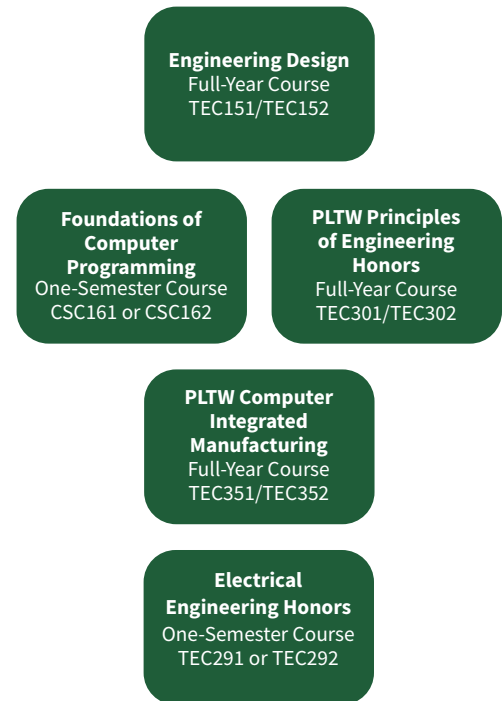 Engineering Design
Full-Year Course
TEC151/TEC152
Foundations of
Computer
Programming
One-Semester Course
CSC161 or CSC162
PLTW Principles
of Engineering
Honors
Full-Year Course
TEC301/TEC302
PLTW Computer
Integrated
Manufacturing
Full-Year Course
TEC351/TEC352
Electrical
Engineering Honors
One-Semester Course
TEC291 or TEC292